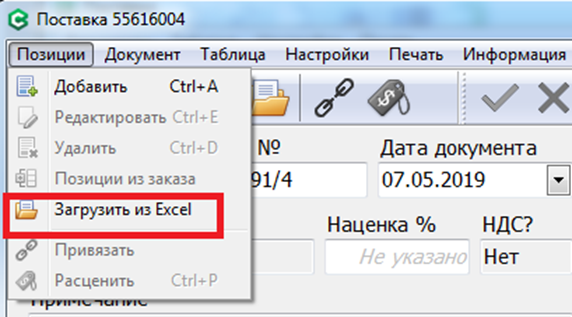 Поставка 55616004
Позиции Документ Таблица Настройки Печать Информация
Добавить Ctrl+A
Редактировать Ctrl+E
Удалить Ctrl+D
Позиции из заказа
Загрузить из Excel
Привязать
Расценить Ctrl+P
№ Дата документа
91/4 07.05.2019
Наценка % НДС?
Не указано Нет
Примечание